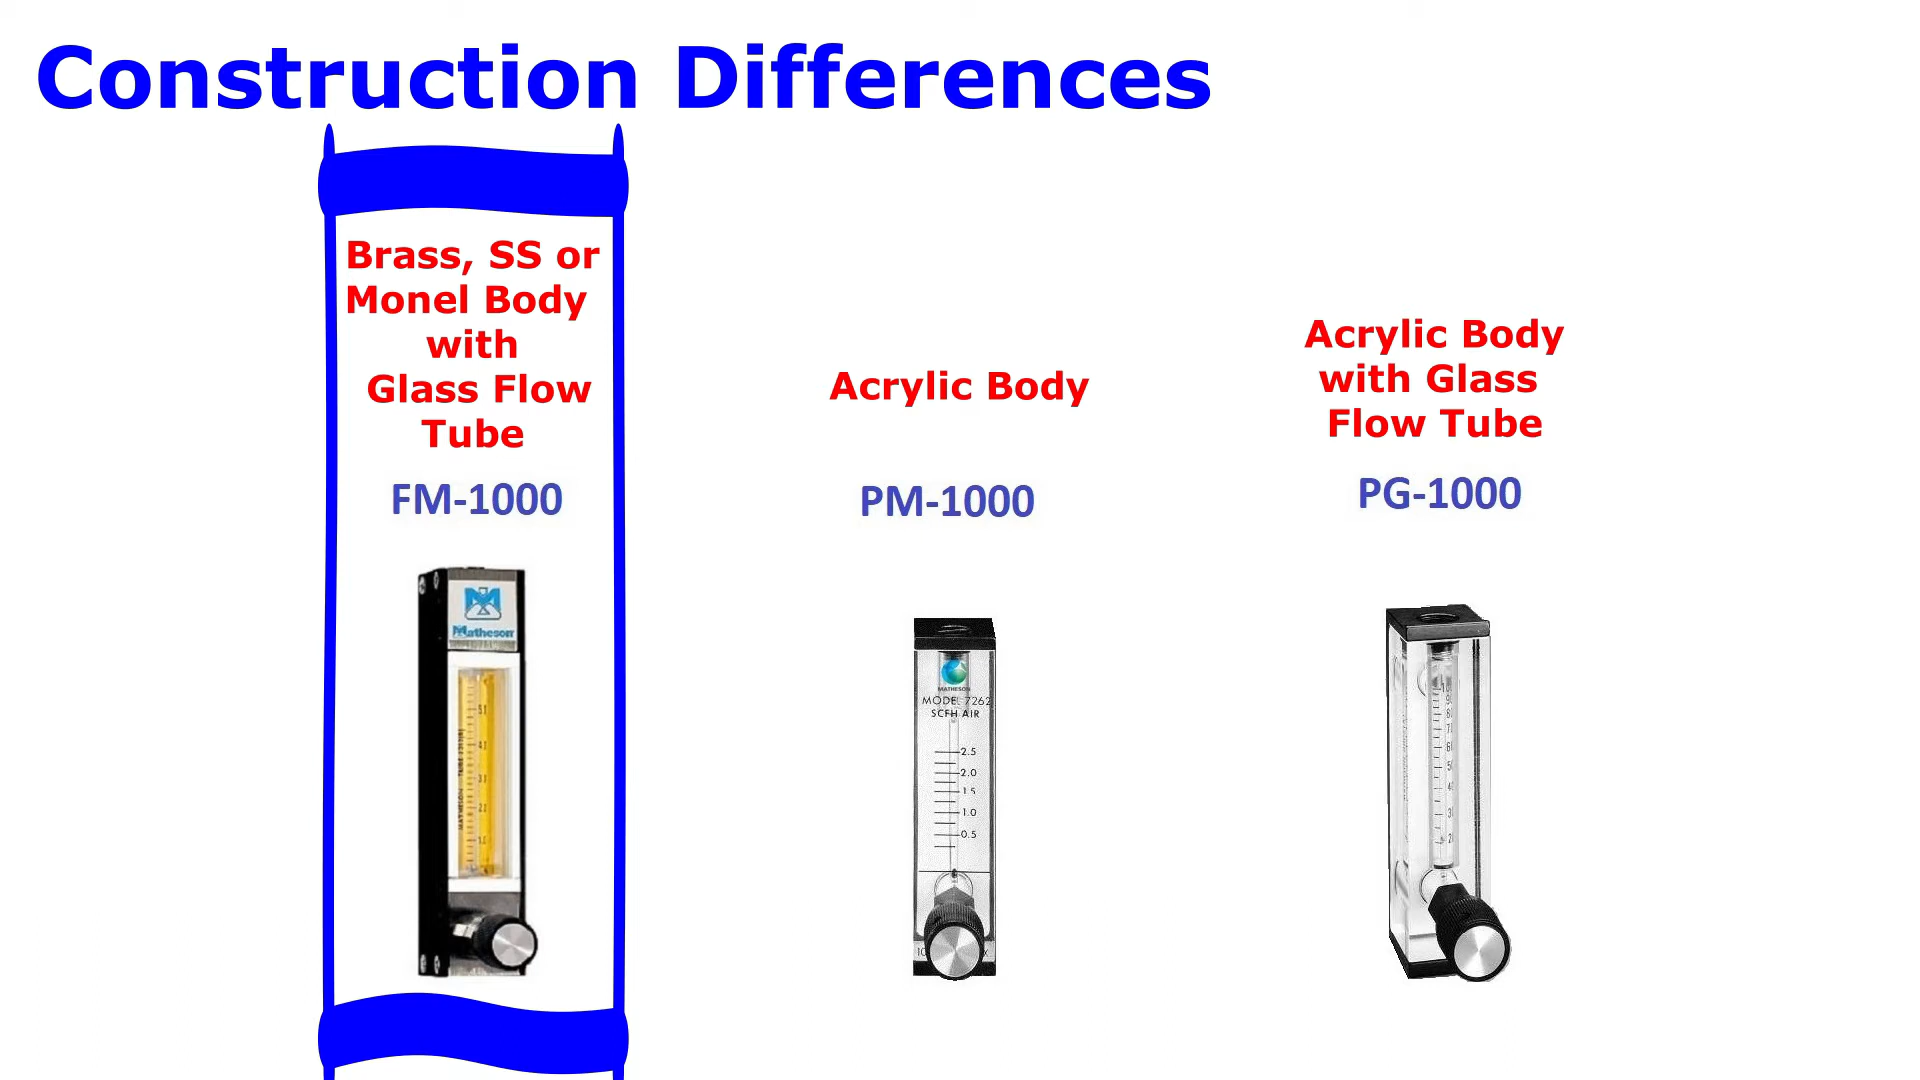 Construction Differences
Brass, SS or
Monel Body
with
Glass Flow
Tube
FM-1000
Matheson
Acrylic Body
PM-1000
MATHESON
MODEL 7262
SCFH AIR
2.5
2.0
1.5
1.0
0.5
Acrylic Body
with Glass
Flow Tube
PG-1000